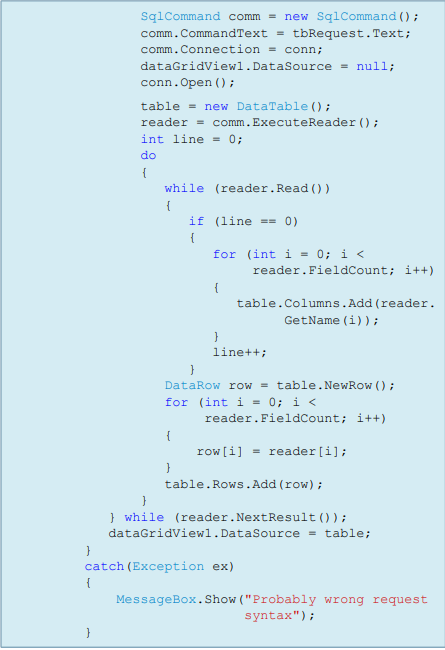 SqlCommand comm = new SqlCommand();
comm.CommandText = tbRequest.Text;
comm.Connection = conn;
dataGridView1.DataSource = null;
conn.Open();
table = new DataTable();
reader = comm.ExecuteReader();
int line = 0;
do
{
while (reader.Read())
{
if (line == 0)
{
for (int i = 0; i <
reader.FieldCount; i++)
{
table.Columns.Add(reader.
GetName(i));
}
line++;
}
DataRow row = table.NewRow();
for (int i = 0; i <
reader.FieldCount; i++)
{
row[i] = reader[i];
}
table.Rows.Add(row);
}
} while (reader.NextResult());
dataGridView1.DataSource = table;
}
catch(Exception ex)
{
MessageBox.Show("Probably wrong request
syntax");
}